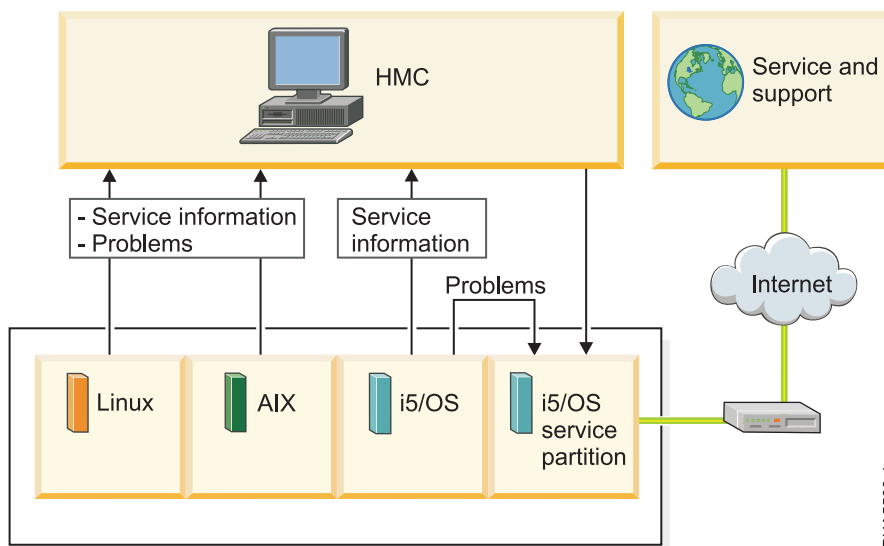 HMC
Service and
support
- Service information
- Problems
Service
information
Problems
Internet
Linux
AIX
i5/OS
i5/OS
service
partition